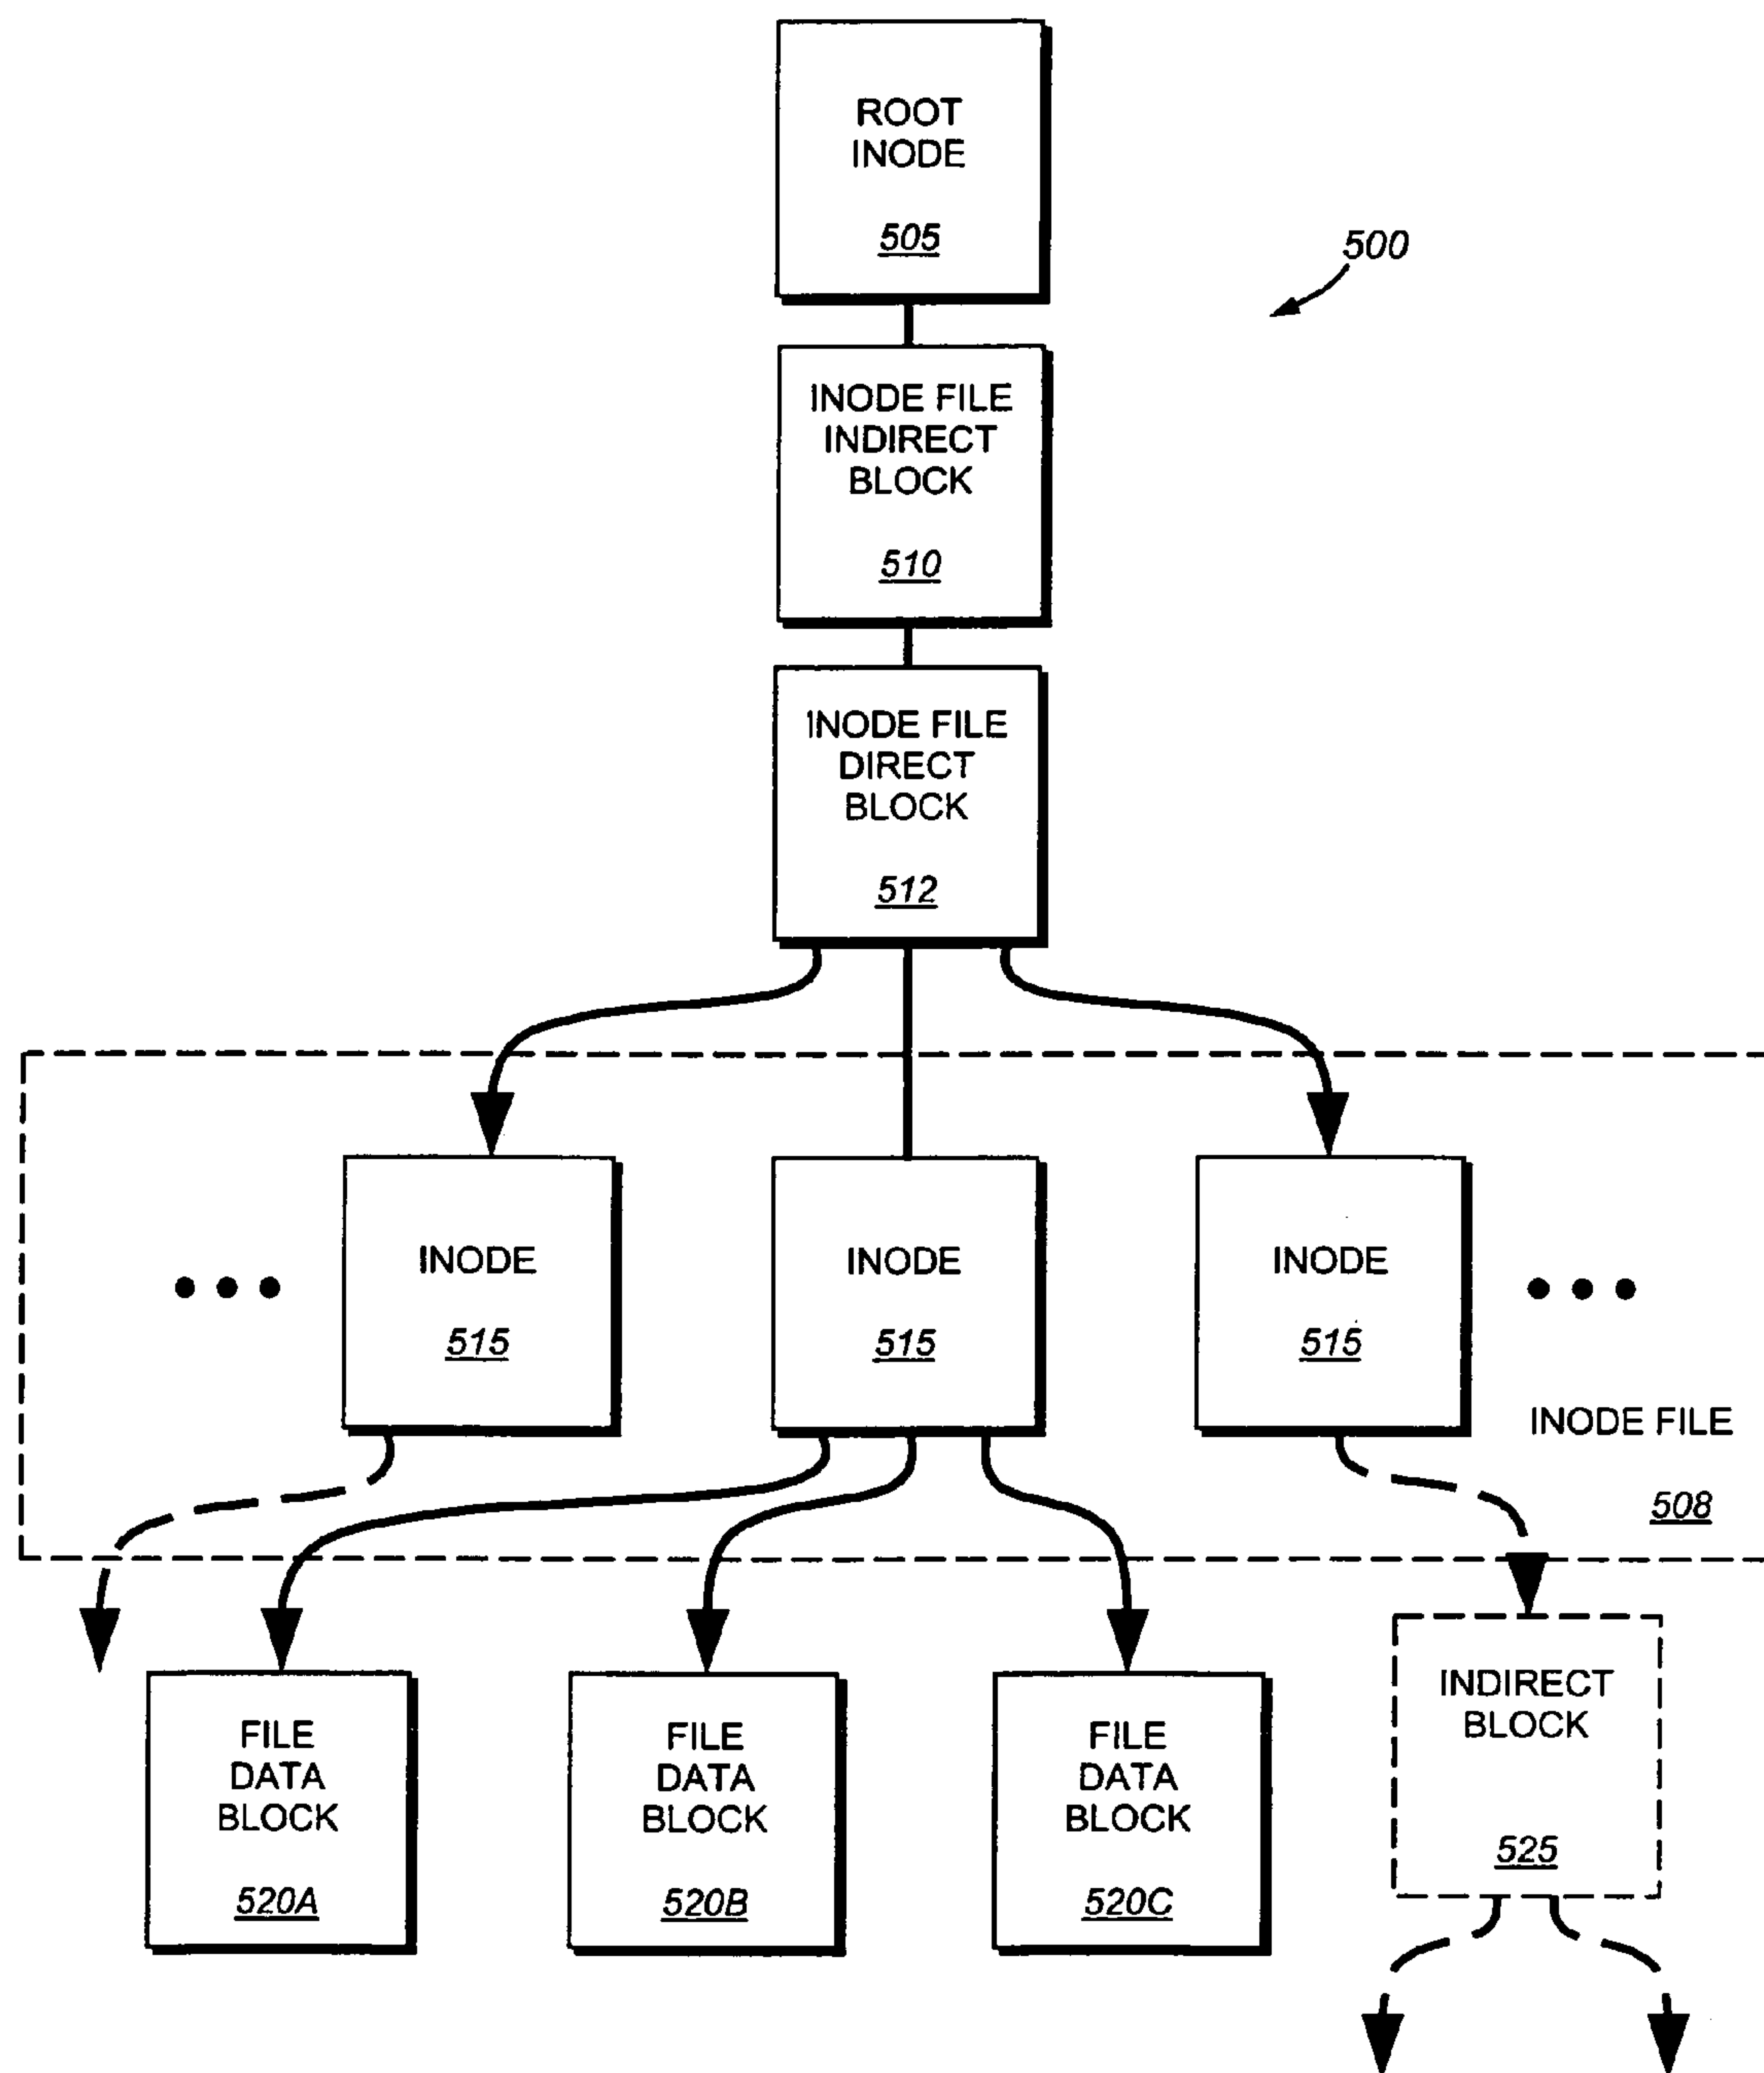 ROOT
INODE
505
500
INODE FILE
INDIRECT
BLOCK
510
INODE FILE
DIRECT
BLOCK
512
INODE
515
INODE
515
INODE
515
INODE FILE
508
FILE
DATA
BLOCK
520A
FILE
DATA
BLOCK
520B
FILE
DATA
BLOCK
520C
INDIRECT
BLOCK
525